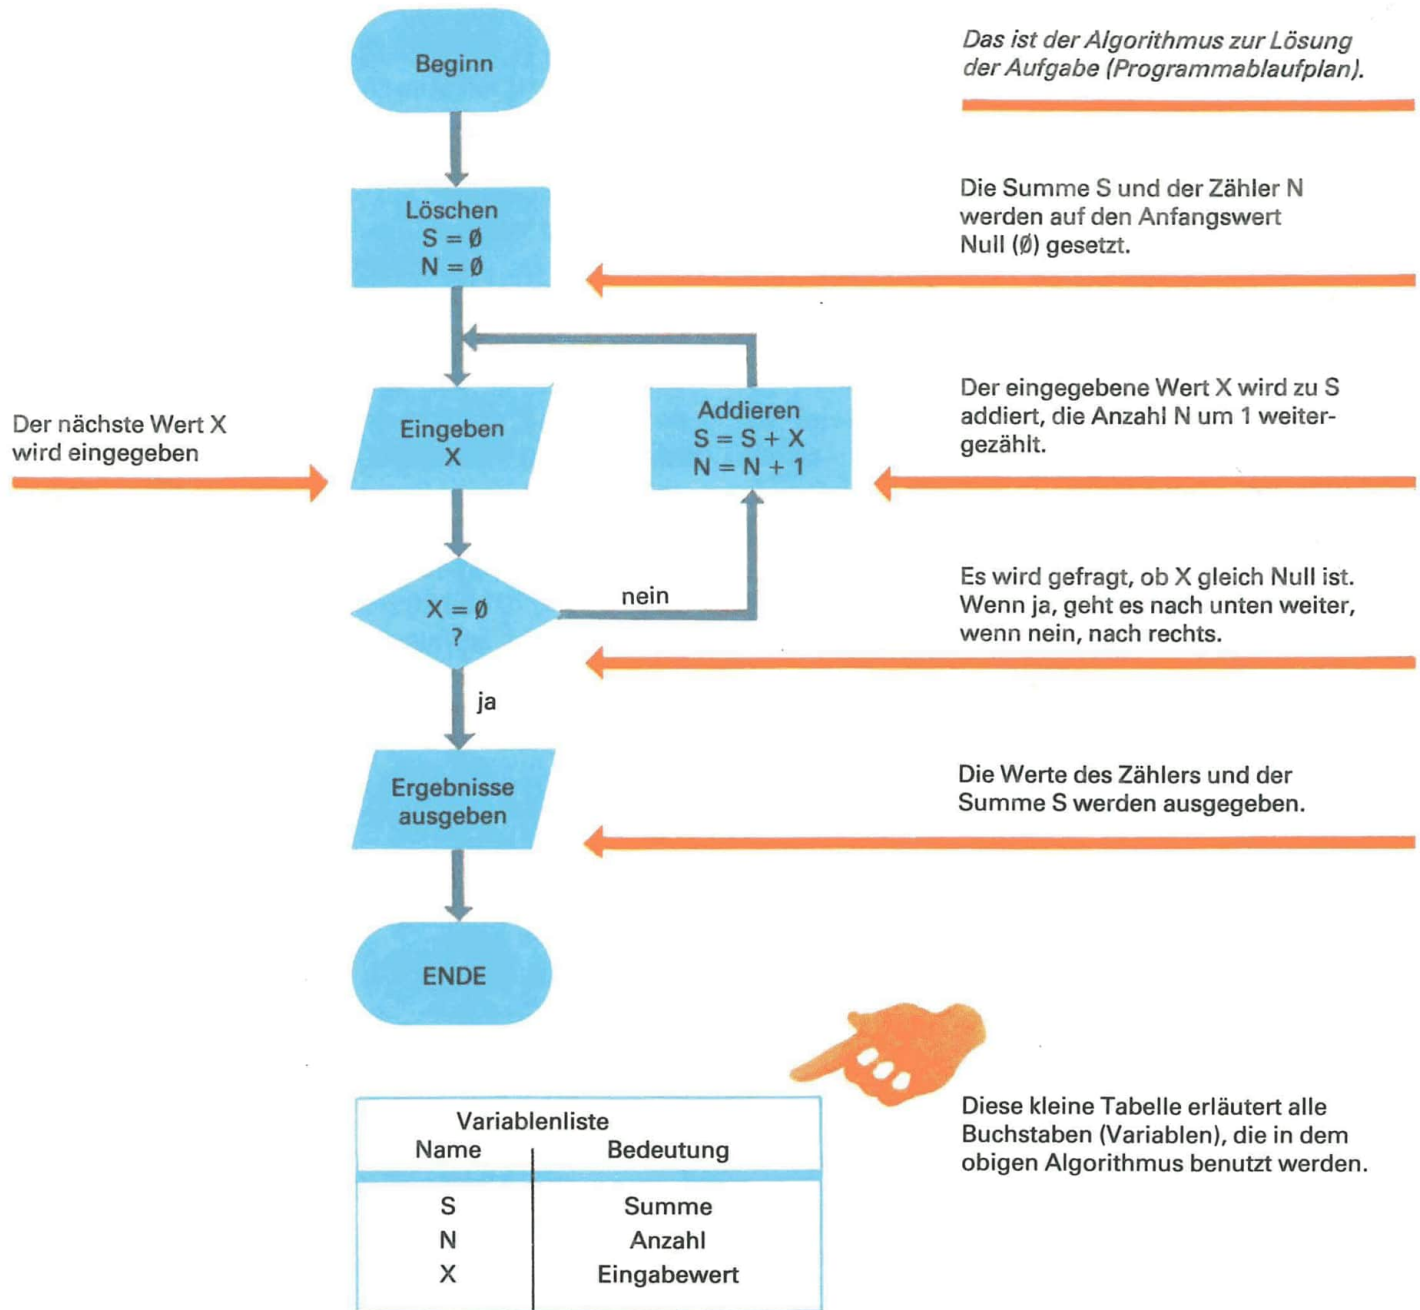 Beginn
Das ist der Algorithmus zur Lösung
der Aufgabe (Programmablaufplan).
Löschen
S = Ø
N = Ø
Die Summe S und der Zähler N
werden auf den Anfangswert
Null (Ø) gesetzt.
Der nächste Wert X
wird eingegeben
Eingeben
X
Addieren
S = S + X
N = N + 1
Der eingegebene Wert X wird zu S
addiert, die Anzahl N um 1 weiter-
gezählt.
X = Ø
?
nein
ja
Es wird gefragt, ob X gleich Null ist.
Wenn ja, geht es nach unten weiter,
wenn nein, nach rechts.
Ergebnisse
ausgeben
Die Werte des Zählers und der
Summe S werden ausgegeben.
ENDE
Variablenliste
Name Bedeutung
S Summe
N Anzahl
X Eingabewert
Diese kleine Tabelle erläutert alle
Buchstaben (Variablen), die in dem
obigen Algorithmus benutzt werden.